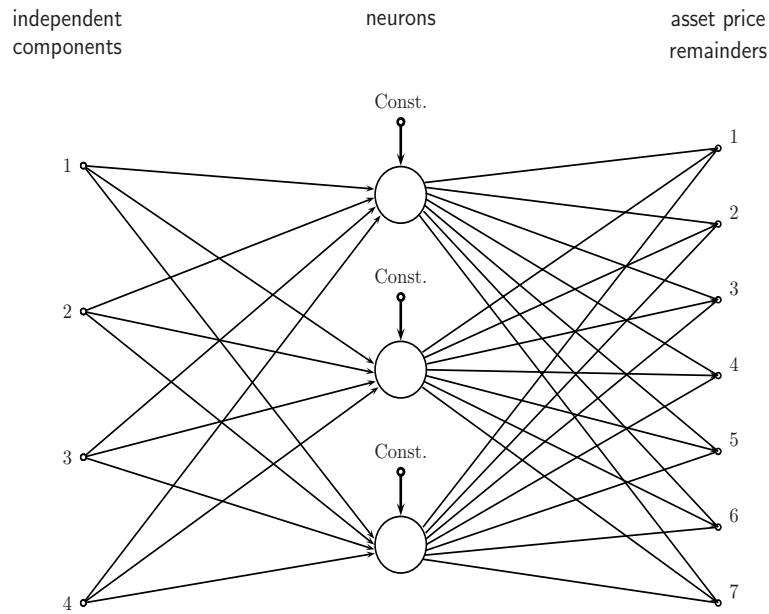 independent
components
neurons
asset price
remainders
Const.
1
1
2
Const.
3
2
4
Const.
5
3
6
7
4